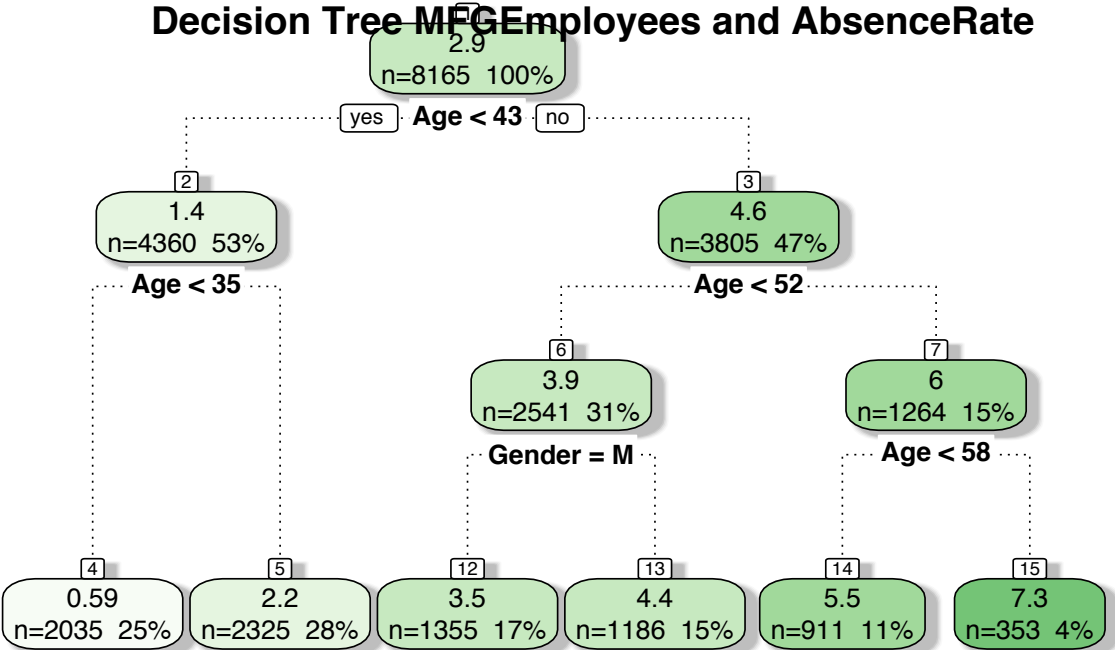 Decision Tree MFGEmployees and AbsenceRate
2.9
n=8165 100%
yes Age < 43 no
2
3
1.4
4.6
n=4360 53%
n=3805 47%
Age < 35
Age < 52
6
7
3.9
6
n=2541 31%
n=1264 15%
Gender = M
Age < 58
4
5
12
13
14
15
0.59
2.2
3.5
4.4
5.5
7.3
n=2035 25%
n=2325 28%
n=1355 17%
n=1186 15%
n=911 11%
n=353 4%